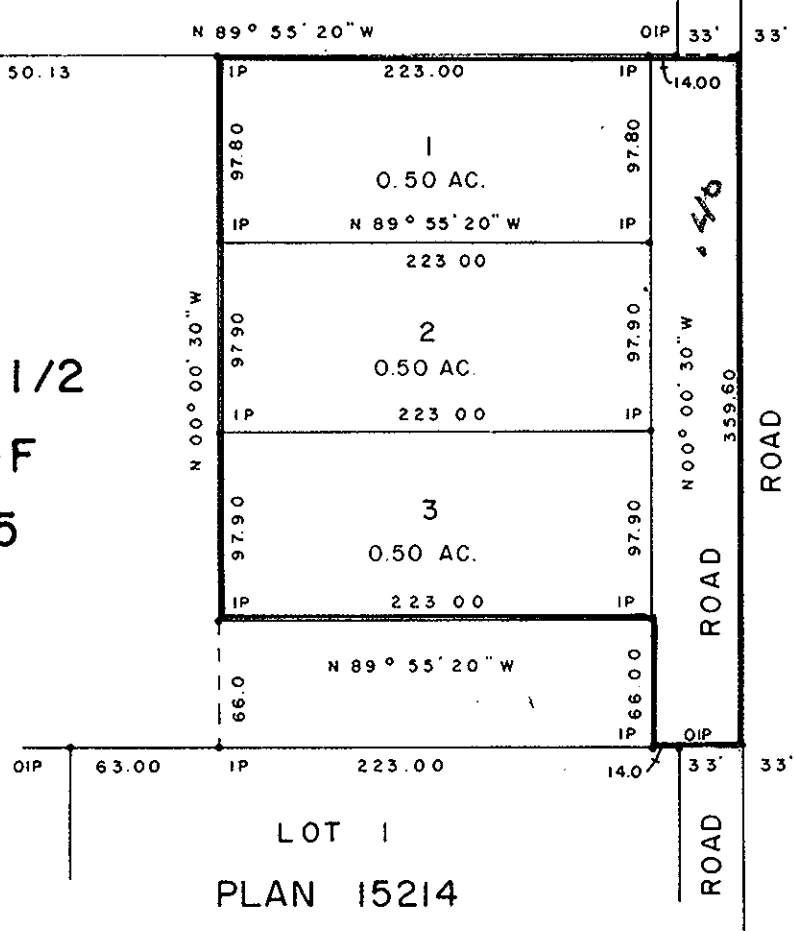 N 89° 55' 20" W
OIP 33' 33'
50.13 IP 223.00 IP 14.00
97.80 97.80
1
0.50 AC.
IP N 89° 55' 20" W IP
223 00
N 00° 00' 30" W
97.90 97.90
2
0.50 AC.
N 00° 00' 30" W
359.60
ROAD
1/2
F
5
IP 223 00 IP
97.90 97.90
3
0.50 AC.
ROAD
IP 223 00 IP
N 89° 55' 20" W
66.0 66.00
IP OIP
OIP 63.00 IP 223.00 14.0 33' 33'
LOT 1
ROAD
PLAN 15214